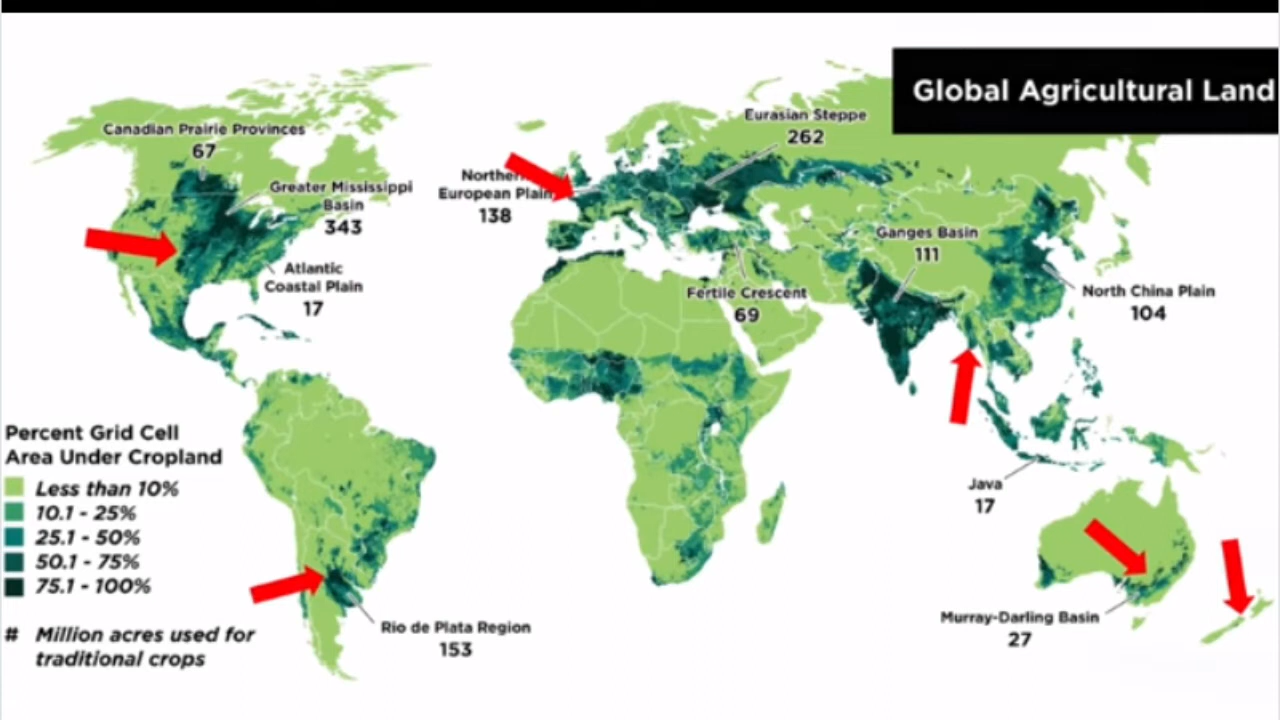 Global Agricultural Land
Eurasian Steppe
262
Canadian Prairie Provinces
67
Greater Mississippi
Basin
343
Northern
European Plain
138
Ganges Basin
111
Atlantic
Coastal Plain
17
Fertile Crescent
69
North China Plain
104
Percent Grid Cell
Area Under Cropland
Less than 10%
10.1 - 25%
25.1 - 50%
50.1 - 75%
75.1 - 100%
# Million acres used for
traditional crops
Java
17
Rio de Plata Region
153
Murray-Darling Basin
27